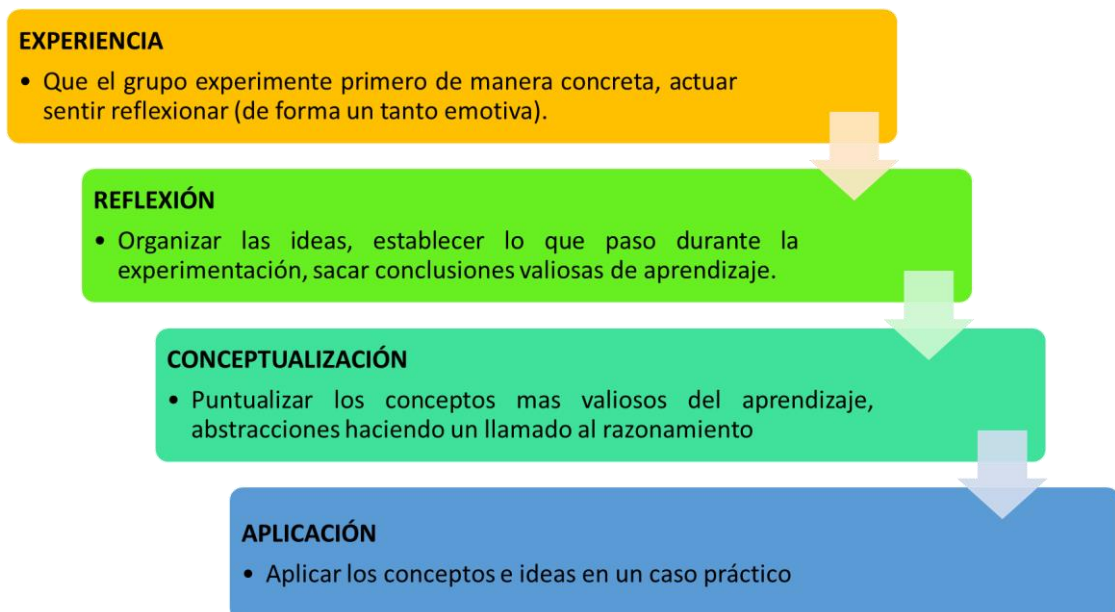 EXPERIENCIA
• Que el grupo experimente primero de manera concreta, actuar
sentir reflexionar (de forma un tanto emotiva).
REFLEXIÓN
• Organizar las ideas, establecer lo que paso durante la
experimentación, sacar conclusiones valiosas de aprendizaje.
CONCEPTUALIZACIÓN
• Puntualizar los conceptos mas valiosos del aprendizaje,
abstracciones haciendo un llamado al razonamiento
APLICACIÓN
• Aplicar los conceptos e ideas en un caso práctico